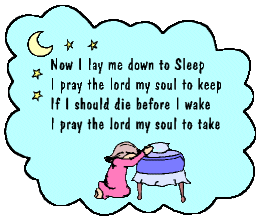 Now I lay me down to Sleep
I pray the lord my soul to keep
If I should die before I wake
I pray the lord my soul to take